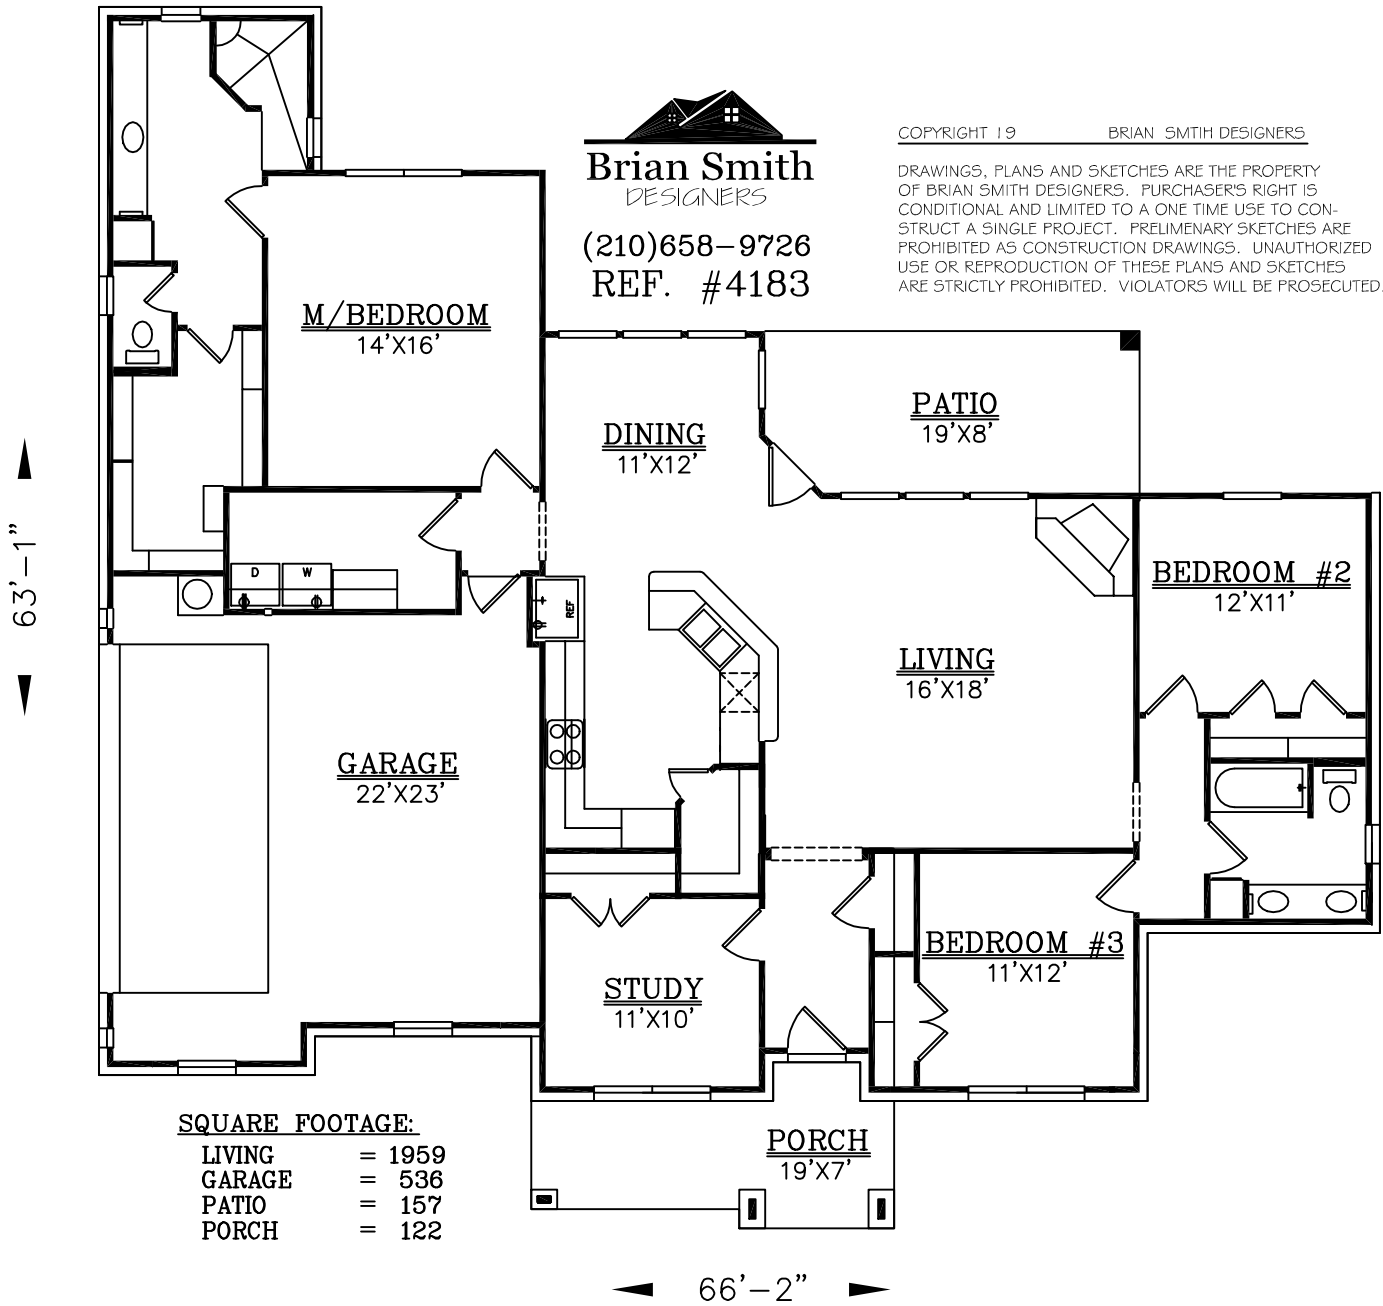 Brian Smith
DESIGNERS
(210)658-9726
REF. #4183
COPYRIGHT 19 BRIAN SMTIH DESIGNERS
DRAWINGS, PLANS AND SKETCHES ARE THE PROPERTY
OF BRIAN SMITH DESIGNERS. PURCHASER'S RIGHT IS
CONDITIONAL AND LIMITED TO A ONE TIME USE TO CON-
STRUCT A SINGLE PROJECT. PRELIMENARY SKETCHES ARE
PROHIBITED AS CONSTRUCTION DRAWINGS. UNAUTHORIZED
USE OR REPRODUCTION OF THESE PLANS AND SKETCHES
ARE STRICTLY PROHIBITED. VIOLATORS WILL BE PROSECUTED.
M/BEDROOM
14'X16'
DINING
11'X12'
PATIO
19'X8'
63'-1"
D W
REF
BEDROOM #2
12'X11'
LIVING
16'X18'
GARAGE
22'X23'
BEDROOM #3
11'X12'
STUDY
11'X10'
PORCH
19'X7'
SQUARE FOOTAGE:
LIVING = 1959
GARAGE = 536
PATIO = 157
PORCH = 122
66'-2"